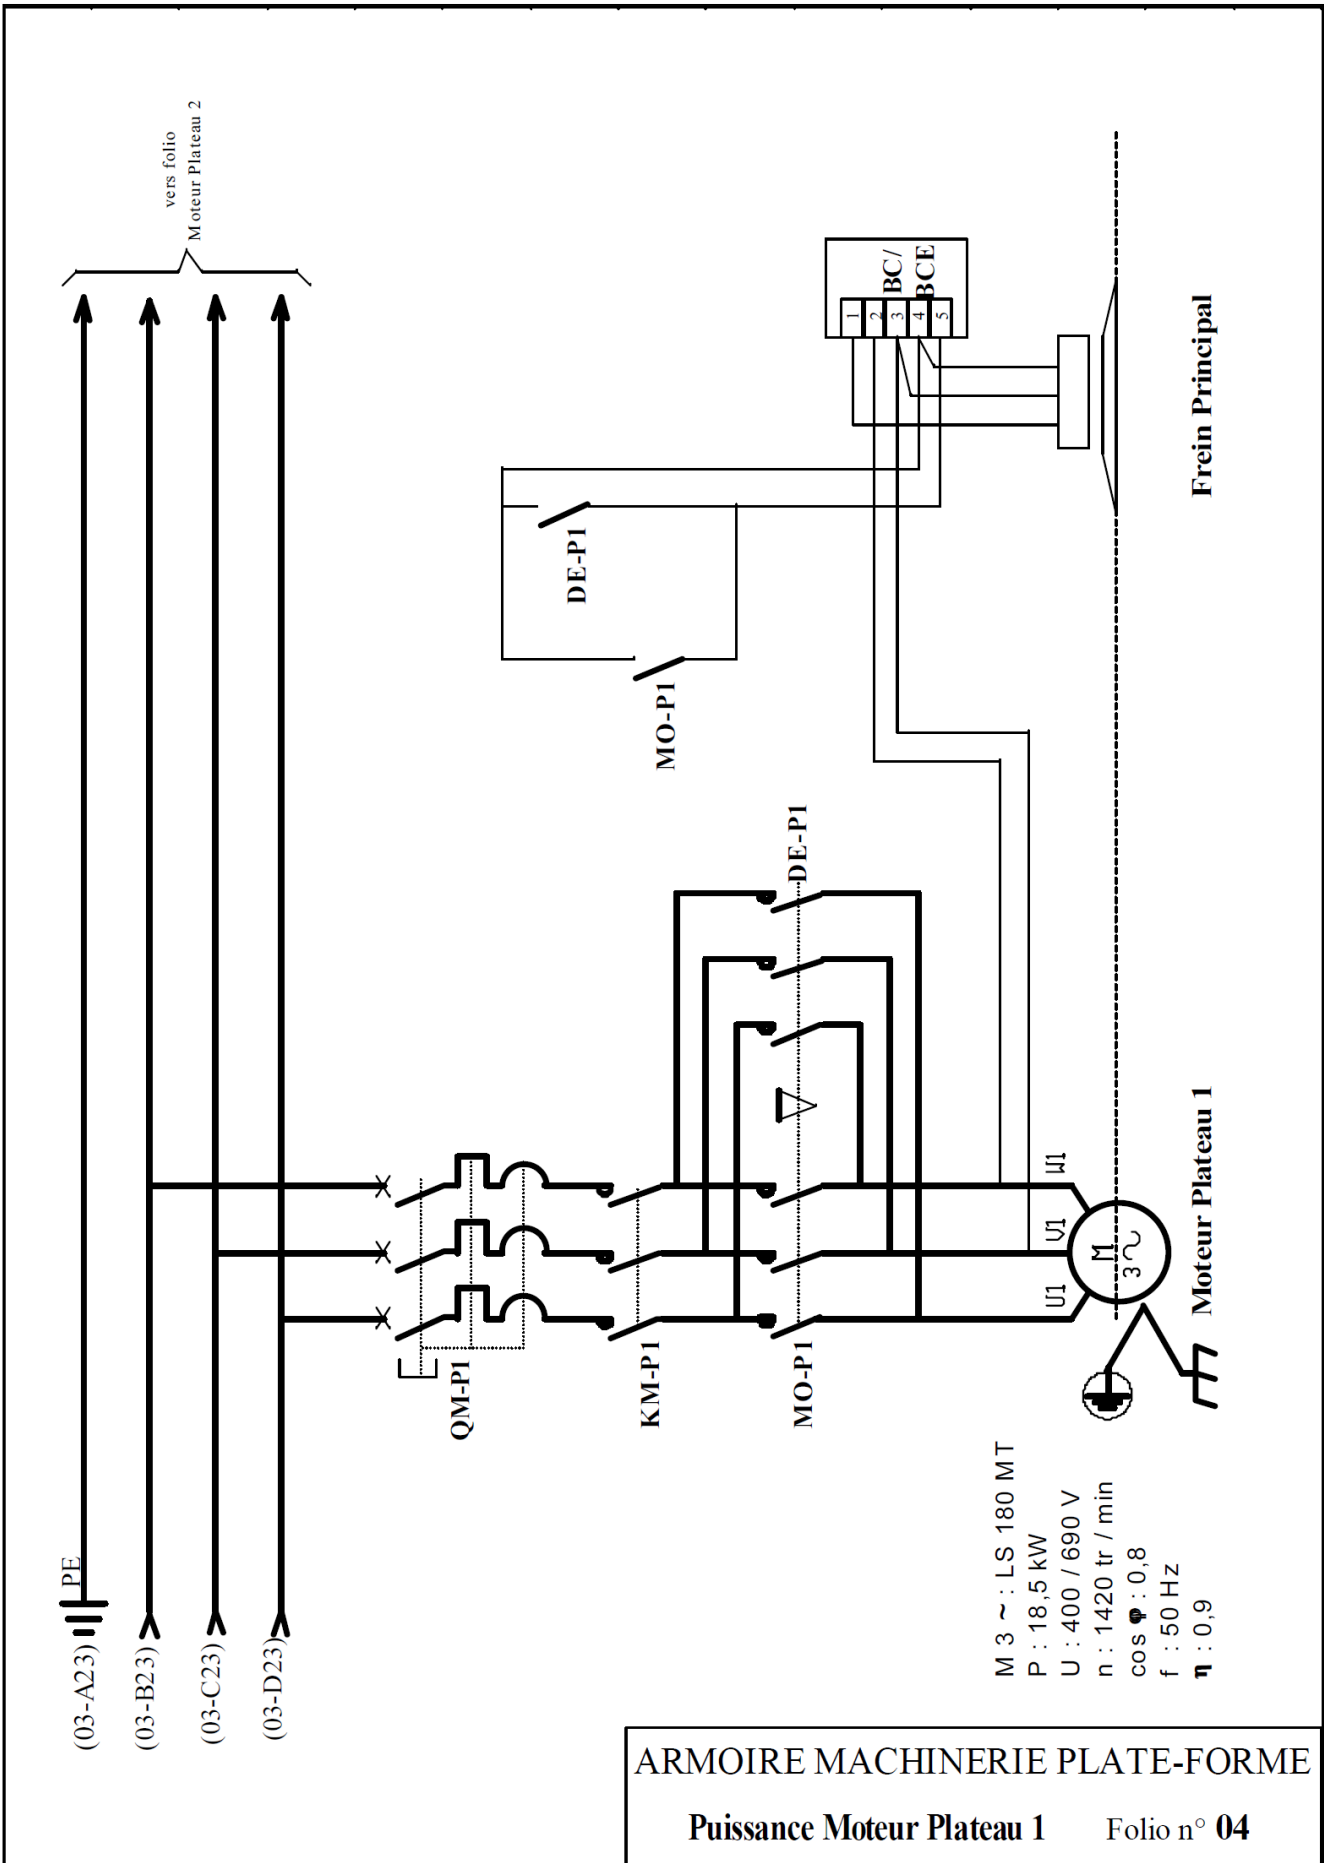 vers folio
Moteur Plateau 2
PE
(03-A23)
(03-B23)
(03-C23)
(03-D23)
QM-P1
KM-P1
MO-P1
DE-P1
MO-P1
DE-P1
BC/
BCE
1
2
3
4
5
U1
V1
W1
M
3
Moteur Plateau 1
Frein Principal
M 3 ~ : LS 180 MT
P : 18,5 kW
U : 400 / 690 V
n : 1420 tr / min
cos φ : 0,8
f : 50 Hz
η : 0,9
ARMOIRE MACHINERIE PLATE-FORME
Puissance Moteur Plateau 1 Folio n° 04